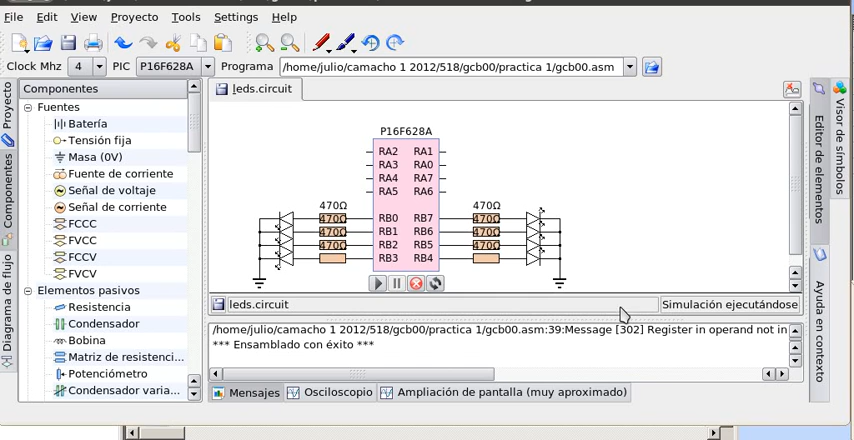 File Edit View Proyecto Tools Settings Help
Clock Mhz 4 PIC P16F628A Programa /home/julio/camacho 1 2012/518/gcb00/practica 1/gcb00.asm
Proyecto
Componentes
Diagrama de flujo
Componentes
Fuentes
Batería
Tensión fija
Masa (0V)
Fuente de corriente
Señal de voltaje
Señal de corriente
FCCC
FVCC
FCCV
FVCV
Elementos pasivos
Resistencia
Condensador
Bobina
Matriz de resistenci...
Potenciómetro
Condensador varia...
leds.circuit
P16F628A
RA2 RA1
RA3 RA0
RA4 RA7
RA5 RA6
470Ω 470Ω
470Ω RB0 RB7 470Ω
470Ω RB1 RB6 470Ω
470Ω RB2 RB5 470Ω
RB3 RB4
leds.circuit Simulación ejecutándose
/home/julio/camacho 1 2012/518/gcb00/practica 1/gcb00.asm:39:Message [302] Register in operand not in
*** Ensamblado con éxito ***
Mensajes Osciloscopio Ampliación de pantalla (muy aproximado)
Editor de elementos
Ayuda en contexto
Visor de símbolos